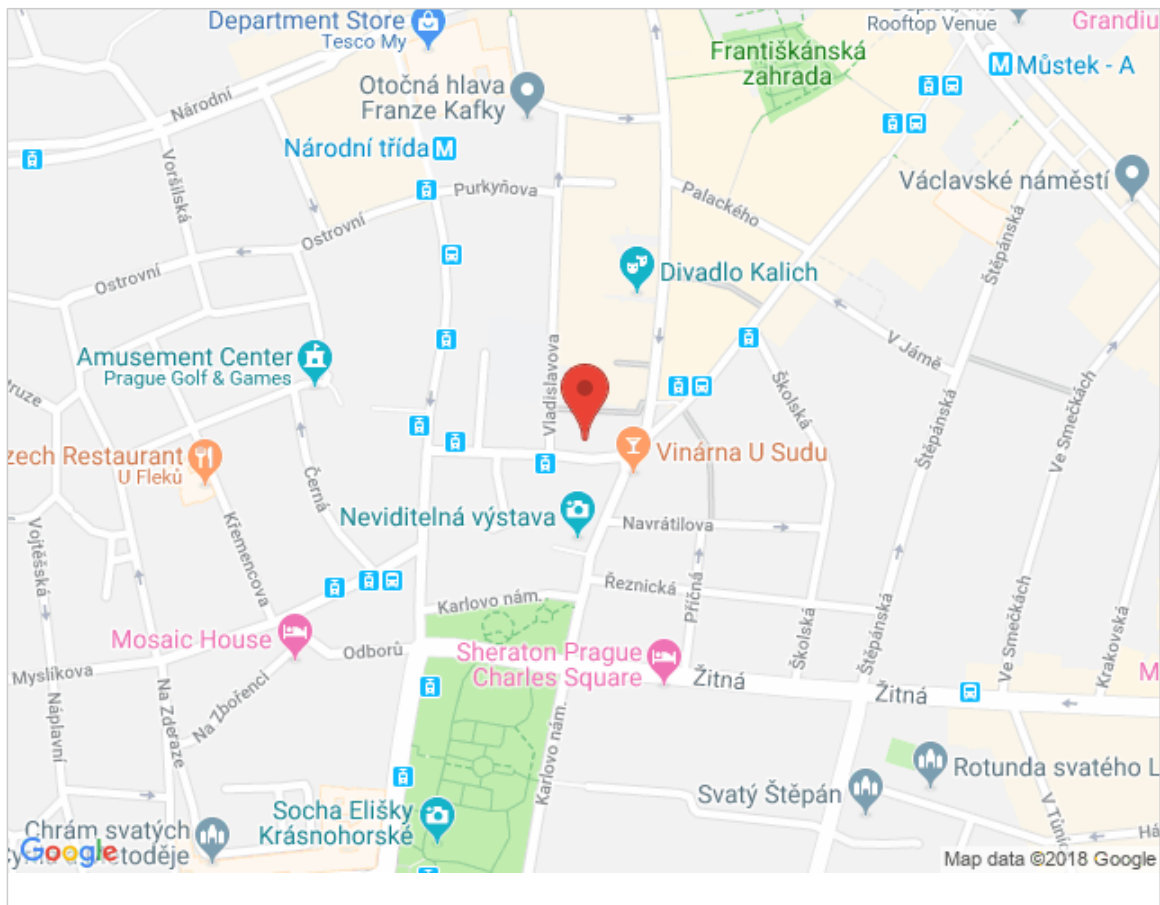 Department Store
Tesco My
Rooftop Venue
Grandiu
Františkánská
zahrada
Můstek - A
Otočná hlava
Franze Kafky
Národní
Národní třída
Voršilská
Purkyňova
Palackého
Václavské náměstí
Ostrovní
Ostrovní
Štěpánská
Divadlo Kalich
V Jámě
Vladislavova
Amusement Center
Prague Golf & Games
Školská
Štěpánská
Ve Smečkách
truze
zech Restaurant
U Fleků
Vinárna U Sudu
Černá
Křemencova
Neviditelná výstava
Navrátilova
Vojtěšská
Řeznická
Příčná
Karlovo nám.
Mosaic House
Odborů
Sheraton Prague
Charles Square
Školská
Štěpánská
Ve Smečkách
Krakovská
Myslíkova
Žitná
Žitná
M
Náplavní
Na Zderaze
Na Zbořenci
Karlovo nám.
Rotunda svatého L
Svatý Štěpán
V Tůních
Socha Elišky
Krásnohorské
Chrám svatých
Há
Google
Map data ©2018 Google